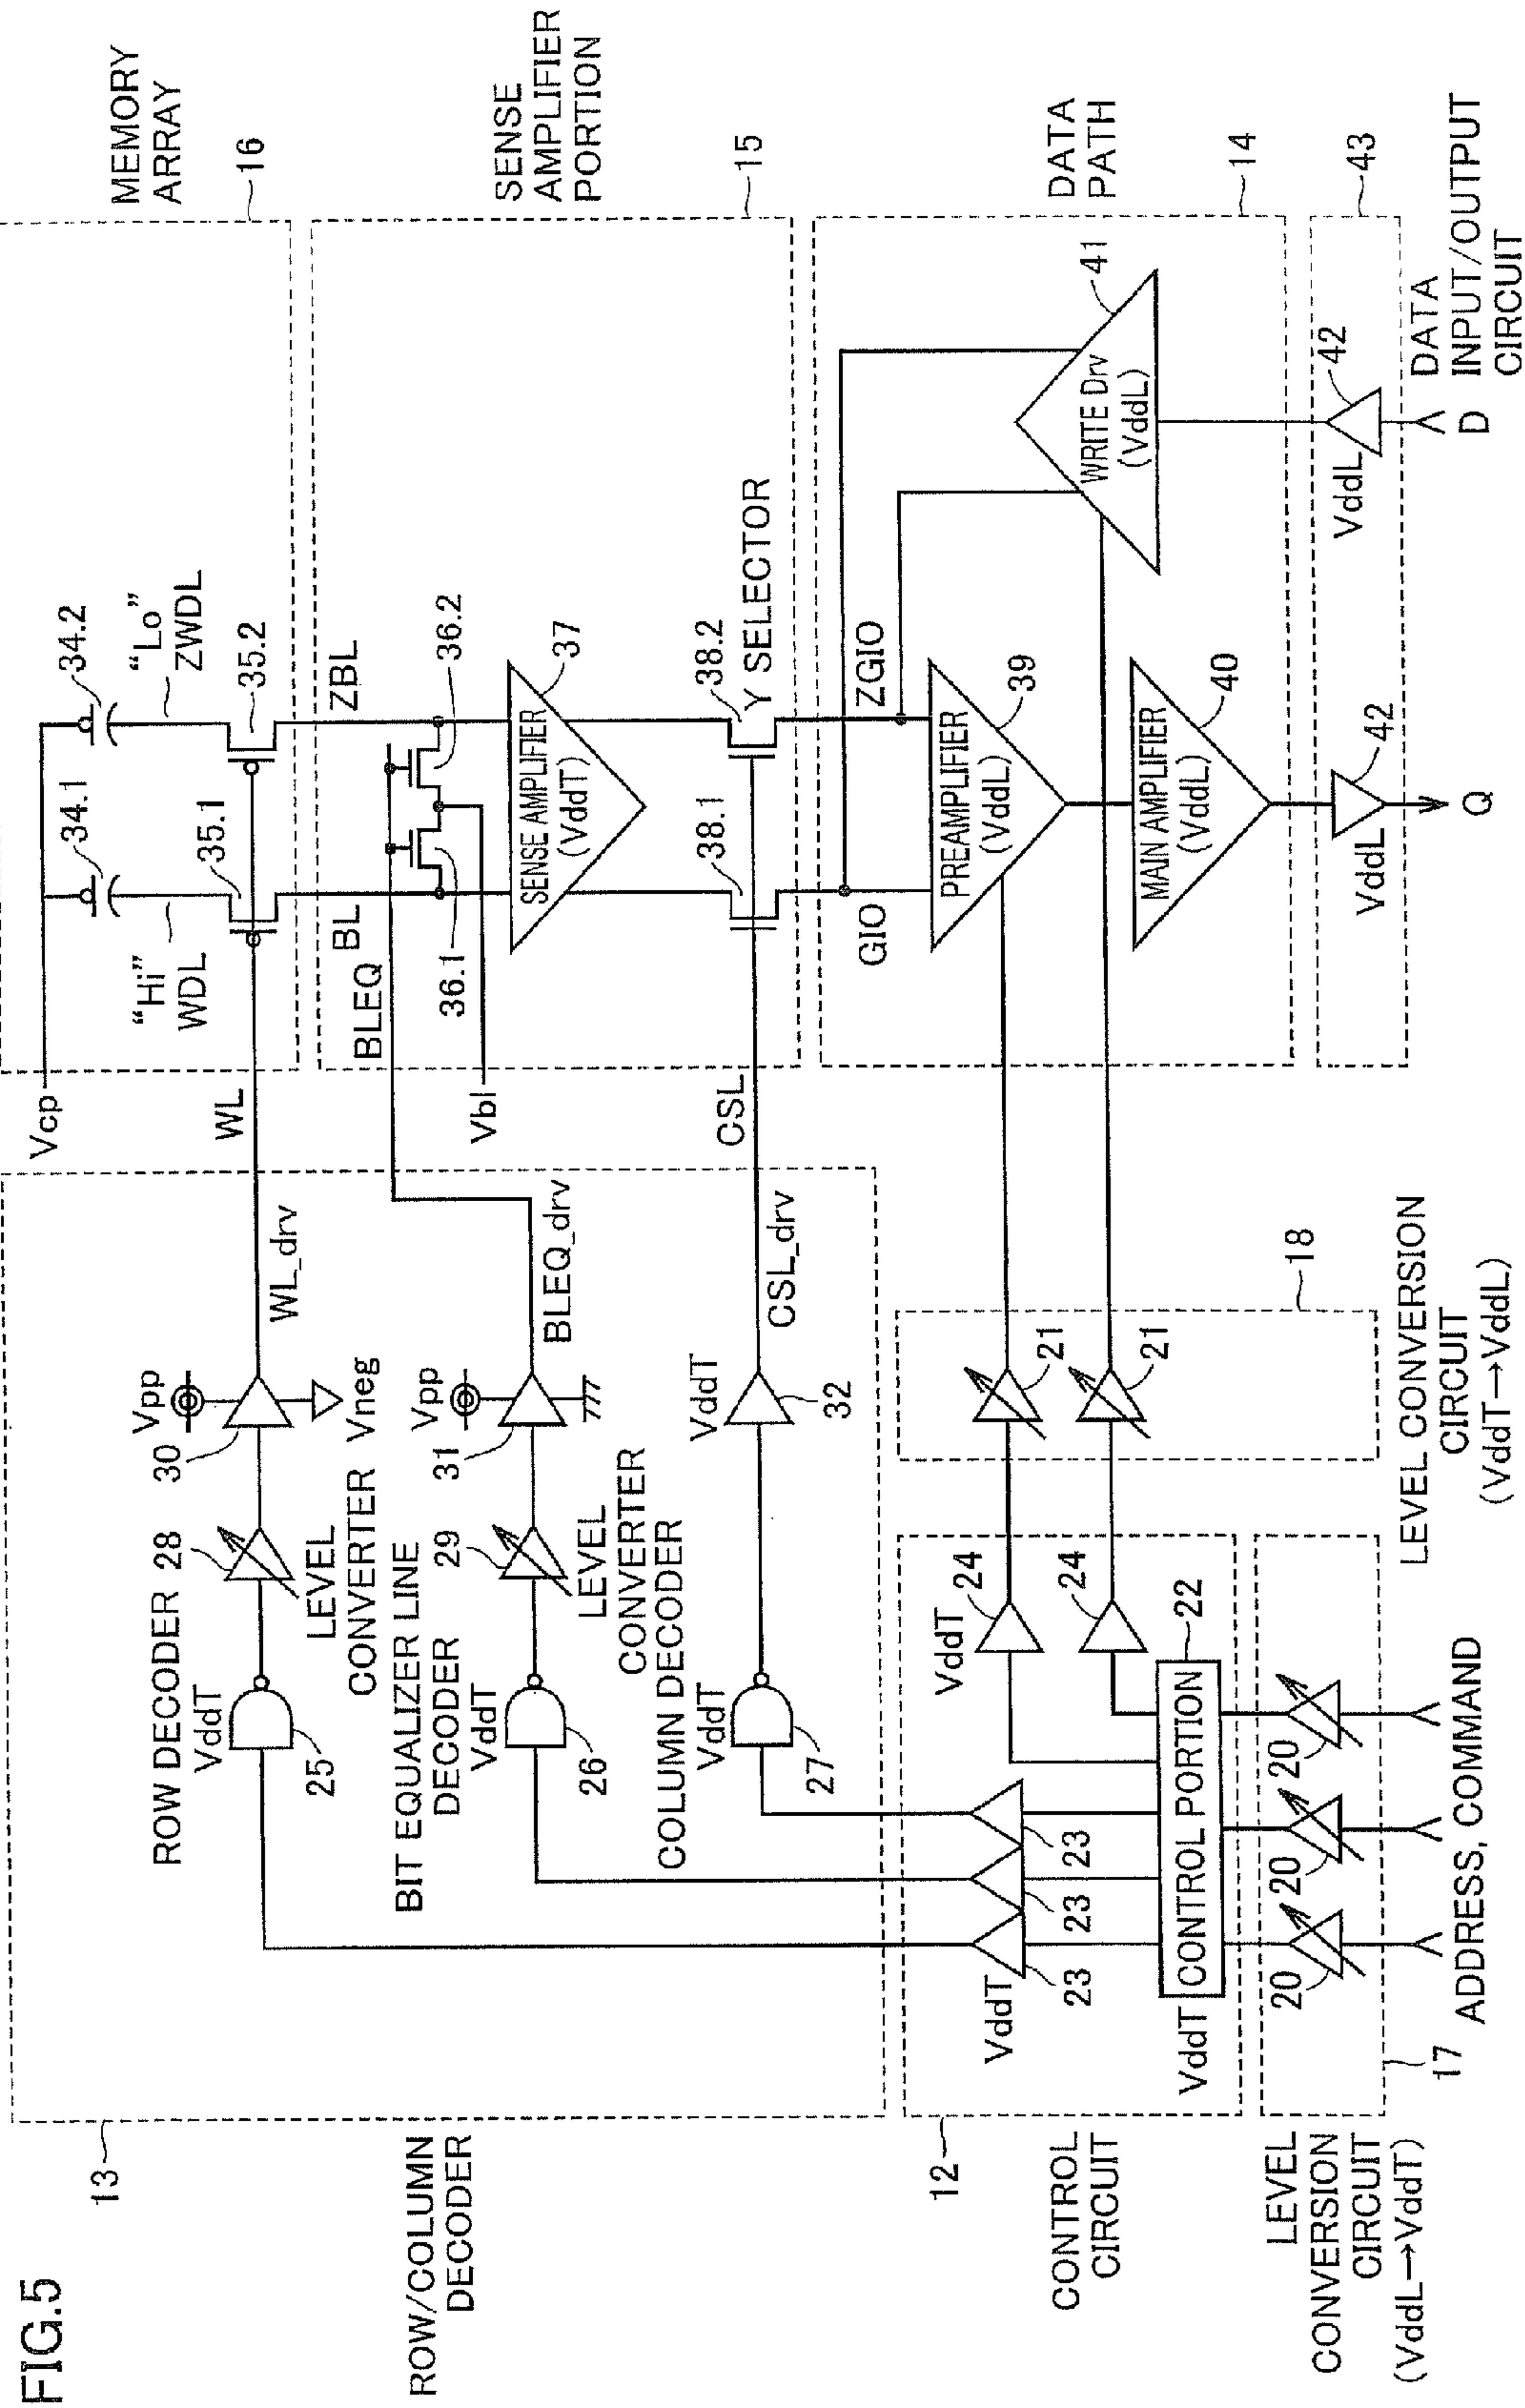 FIG.5
ROW/COLUMN
DECODER
13
ROW DECODER
VddT
25
28
LEVEL
CONVERTER
30
Vpp
Vneg
WL_drv
WL
BIT EQUALIZER LINE
DECODER
VddT
26
29
LEVEL
CONVERTER
31
Vpp
BLEQ_drv
COLUMN DECODER
VddT
27
VddT
32
CSL_drv
CSL
CONTROL
CIRCUIT
12
VddT
23
23
23
VddT
24
24
VddT
CONTROL PORTION
22
LEVEL
CONVERSION
CIRCUIT
(VddL→VddT)
17
20
20
20
ADDRESS, COMMAND
21
21
18
LEVEL CONVERSION
CIRCUIT
(VddT→VddL)
MEMORY
ARRAY
16
Vcp
34.1
34.2
"Hi"
WDL
"Lo"
ZWDL
35.1
35.2
SENSE
AMPLIFIER
PORTION
15
BLEQ
BL
ZBL
36.1
36.2
Vbl
SENSE AMPLIFIER
(VddT)
37
38.1
38.2
Y SELECTOR
DATA
PATH
14
GIO
ZGIO
PREAMPLIFIER
(VddL)
39
MAIN AMPLIFIER
(VddL)
40
WRITE Drv
(VddL)
41
43
VddL
42
Q
VddL
42
D
DATA
INPUT/OUTPUT
CIRCUIT